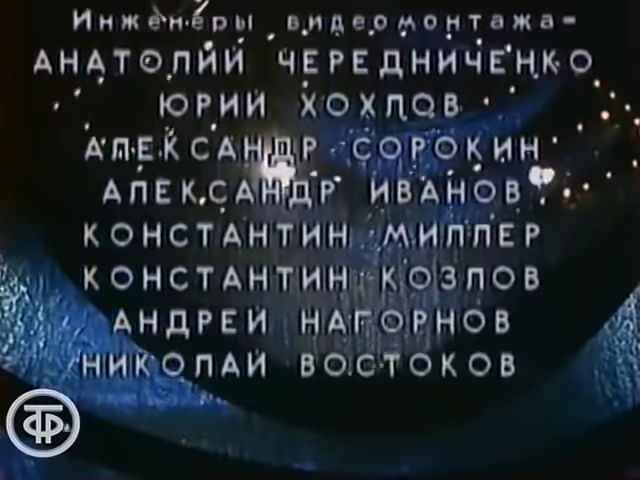 Инженеры видеомонтажа-
АНАТОЛИЙ ЧЕРЕДНИЧЕНКО
ЮРИЙ ХОХЛОВ
АЛЕКСАНДР СОРОКИН
АЛЕКСАНДР ИВАНОВ
КОНСТАНТИН МИЛЛЕР
КОНСТАНТИН КОЗЛОВ
АНДРЕЙ НАГОРНОВ
НИКОЛАЙ ВОСТОКОВ